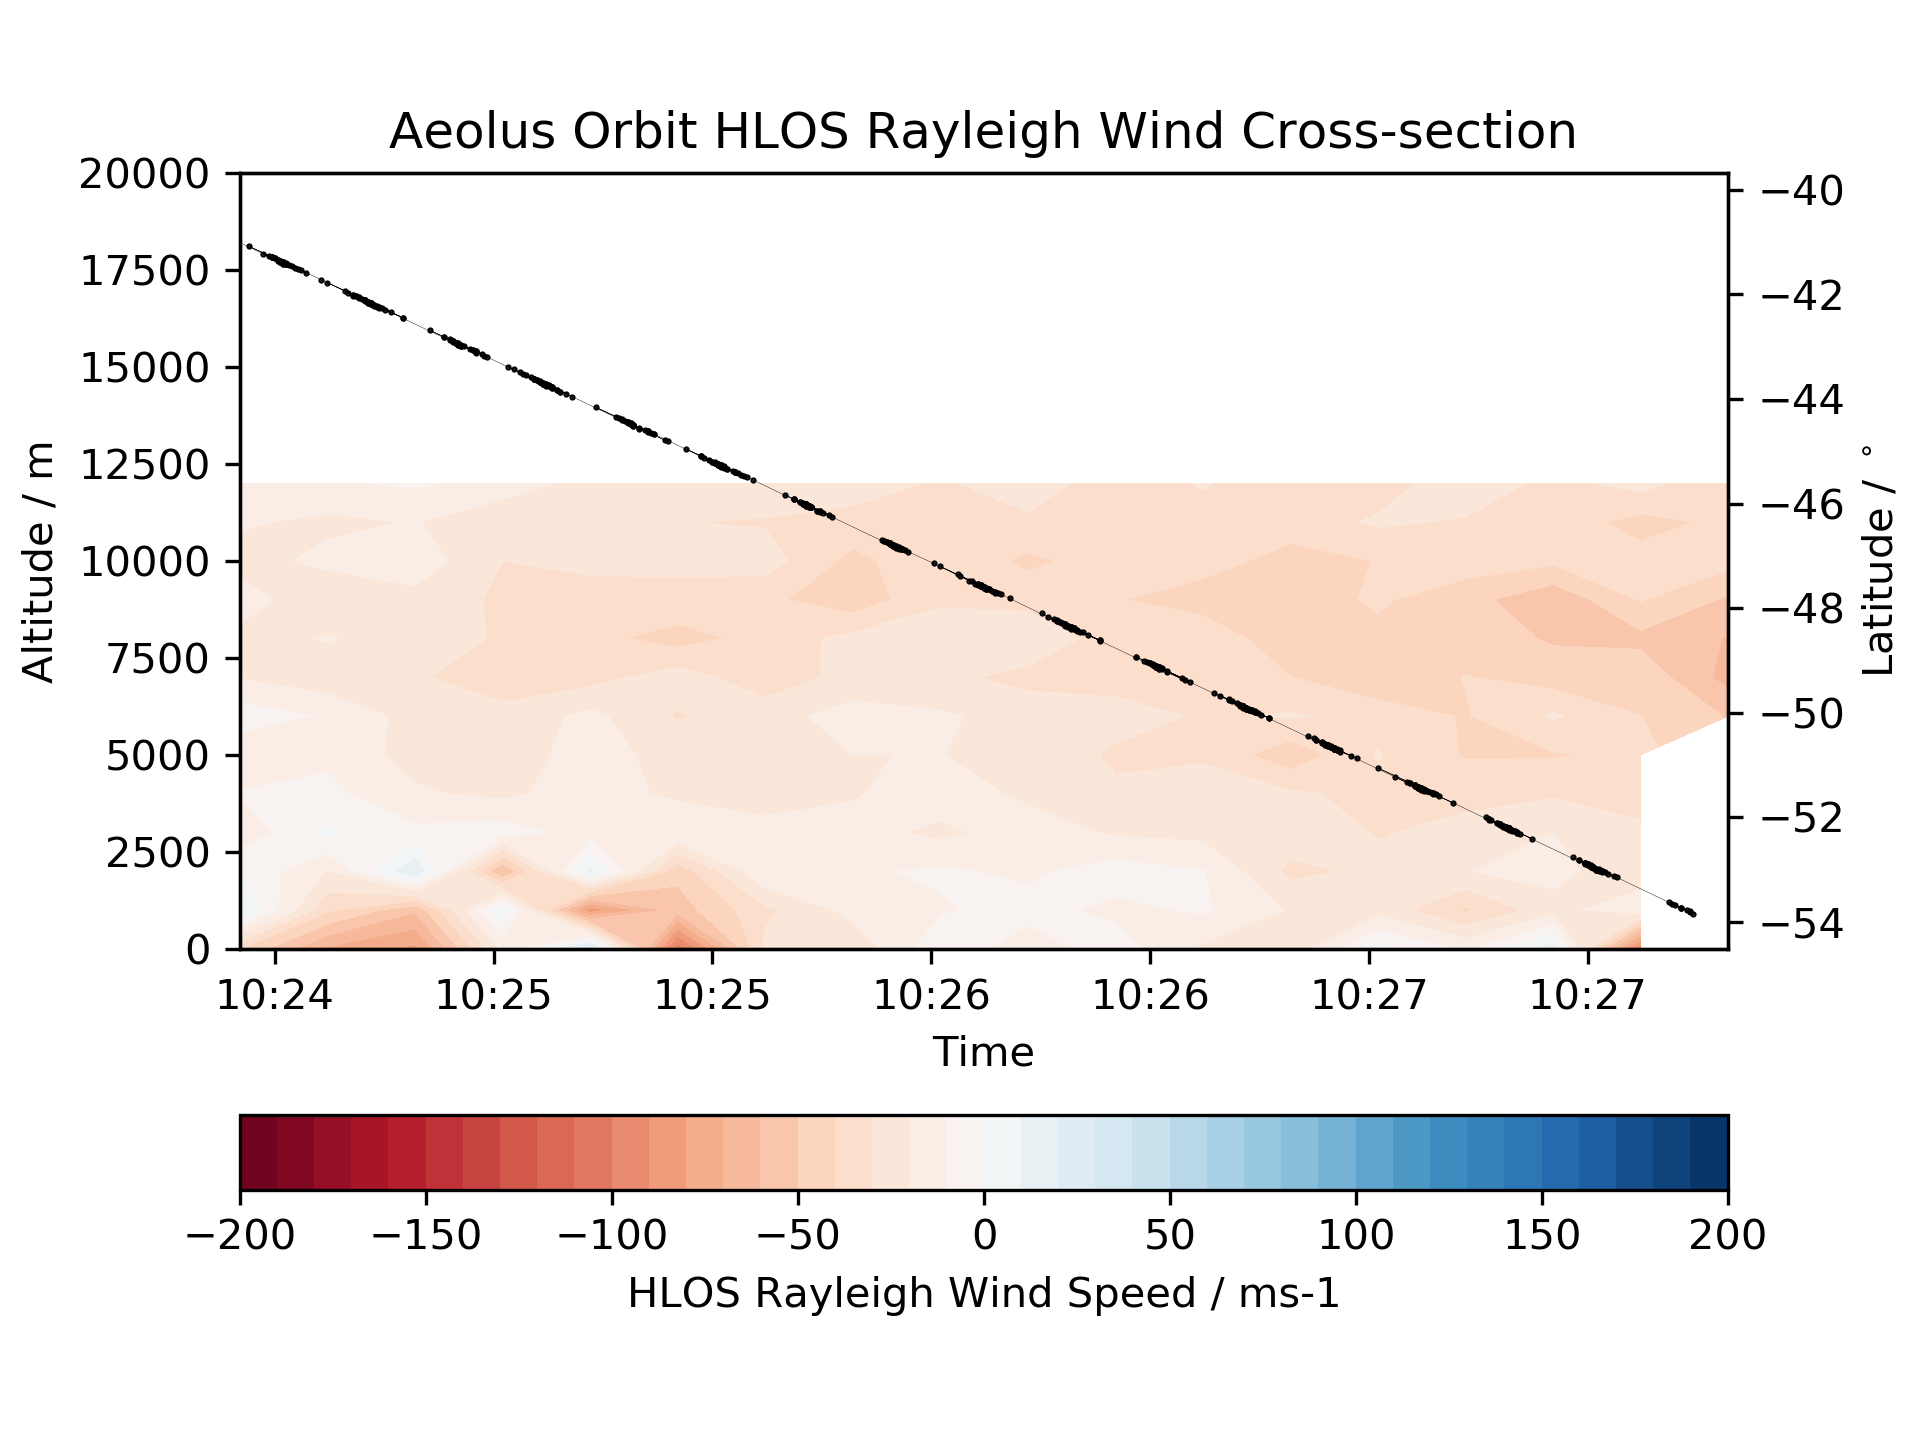 Aeolus Orbit HLOS Rayleigh Wind Cross-section
20000
17500
15000
12500
10000
7500
5000
2500
0
Altitude / m
−40
−42
−44
−46
−48
−50
−52
−54
Latitude / °
10:24 10:25 10:25 10:26 10:26 10:27 10:27
Time
−200 −150 −100 −50 0 50 100 150 200
HLOS Rayleigh Wind Speed / ms-1